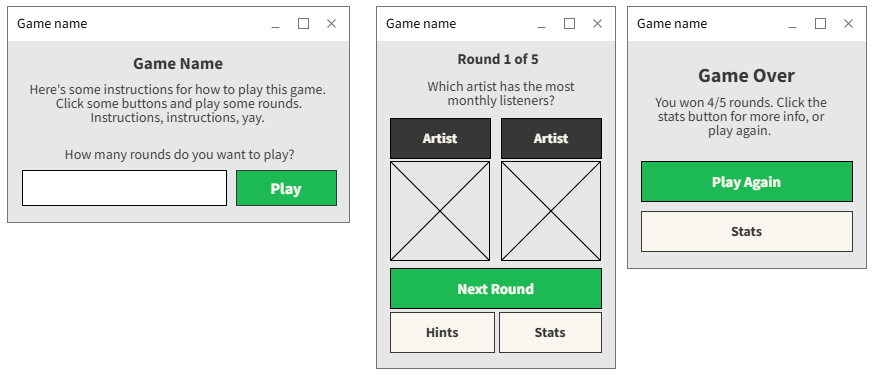 Game name
Game Name
Here's some instructions for how to play this game.
Click some buttons and play some rounds.
Instructions, instructions, yay.
How many rounds do you want to play?
Play
Game name
Round 1 of 5
Which artist has the most
monthly listeners?
Artist
Artist
Next Round
Hints
Stats
Game name
Game Over
You won 4/5 rounds. Click the
stats button for more info, or
play again.
Play Again
Stats